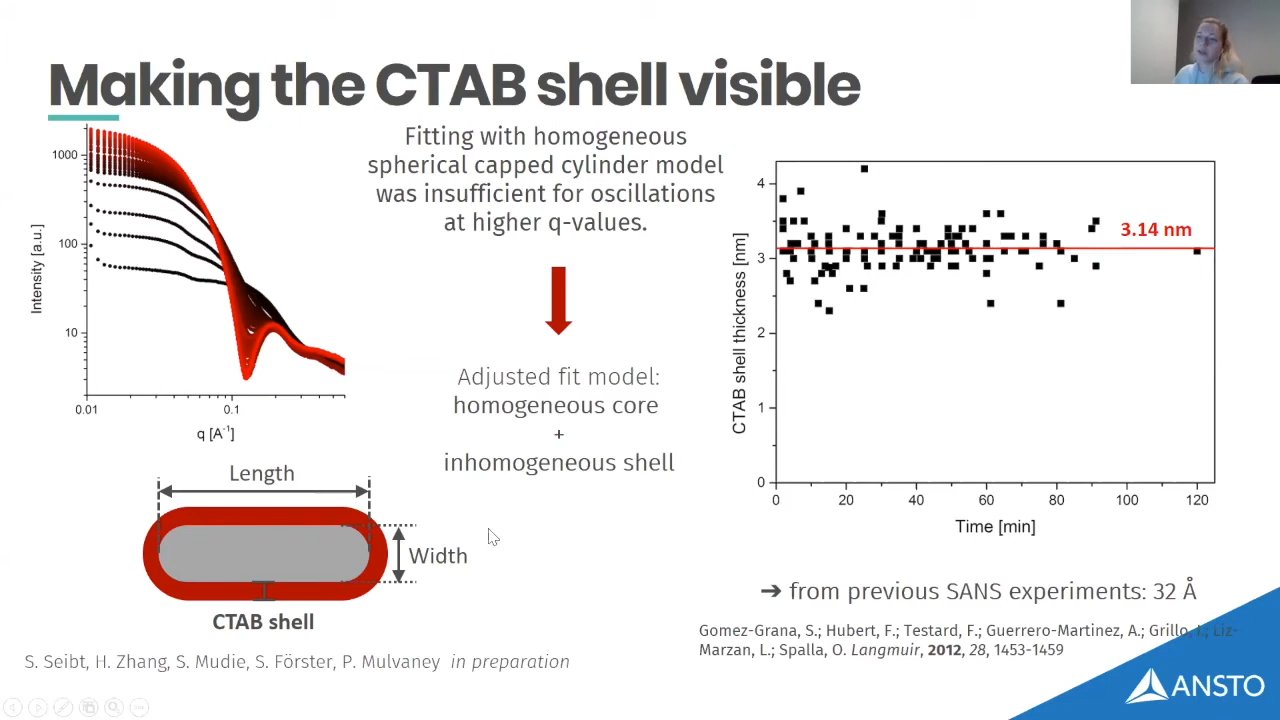 Making the CTAB shell visible
1000
100
10
0.01
0.1
Intensity [a.u.]
q [A⁻¹]
Fitting with homogeneous
spherical capped cylinder model
was insufficient for oscillations
at higher q-values.
Adjusted fit model:
homogeneous core
+
inhomogeneous shell
Length
Width
CTAB shell
S. Seibt, H. Zhang, S. Mudie, S. Förster, P. Mulvaney in preparation
4
3
2
1
0
CTAB shell thickness [nm]
3.14 nm
0 20 40 60 80 100 120
Time [min]
➔ from previous SANS experiments: 32 Å
Gomez-Grana, S.; Hubert, F.; Testard, F.; Guerrero-Martinez, A.; Grillo, I.; Liz-
Marzan, L.; Spalla, O. Langmuir, 2012, 28, 1453-1459
ANSTO